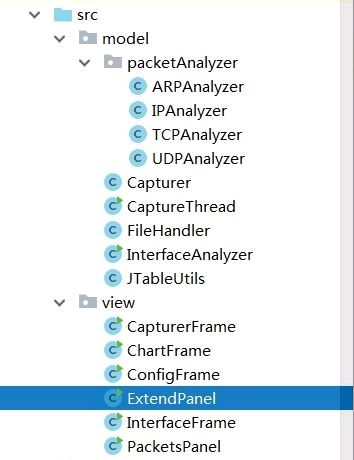 src
model
packetAnalyzer
C ARPAnalyzer
C IPAnalyzer
C TCPAnalyzer
C UDPAnalyzer
C Capturer
C CaptureThread
C FileHandler
C InterfaceAnalyzer
C JTableUtils
view
C CapturerFrame
C ChartFrame
C ConfigFrame
C ExtendPanel
C InterfaceFrame
C PacketsPanel